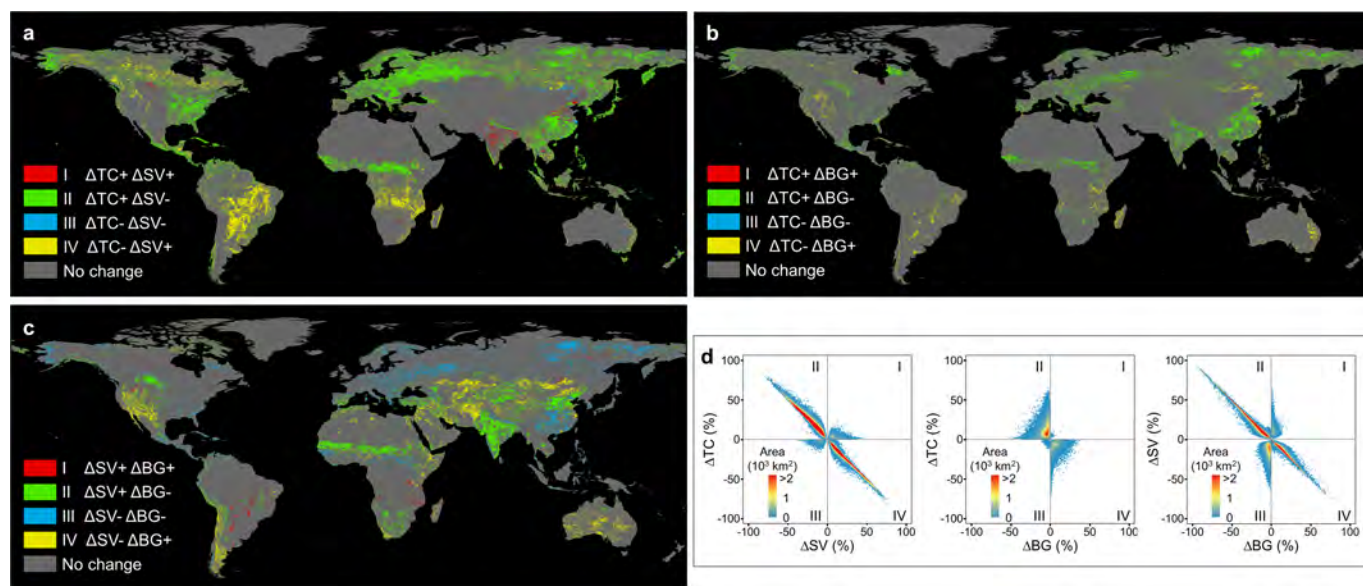 a
I ΔTC+ ΔSV+
II ΔTC+ ΔSV-
III ΔTC- ΔSV-
IV ΔTC- ΔSV+
No change
b
I ΔTC+ ΔBG+
II ΔTC+ ΔBG-
III ΔTC- ΔBG-
IV ΔTC- ΔBG+
No change
c
I ΔSV+ ΔBG+
II ΔSV+ ΔBG-
III ΔSV- ΔBG-
IV ΔSV- ΔBG+
No change
d
ΔTC (%)
100
50
0
-50
-100
II I
Area
(10³ km²)
>2
1
0
III IV
-100 -50 0 50 100
ΔSV (%)
ΔTC (%)
100
50
0
-50
-100
II I
Area
(10³ km²)
>2
1
0
III IV
-100 -50 0 50 100
ΔBG (%)
ΔSV (%)
100
50
0
-50
-100
II I
Area
(10³ km²)
>2
1
0
III IV
-100 -50 0 50 100
ΔBG (%)